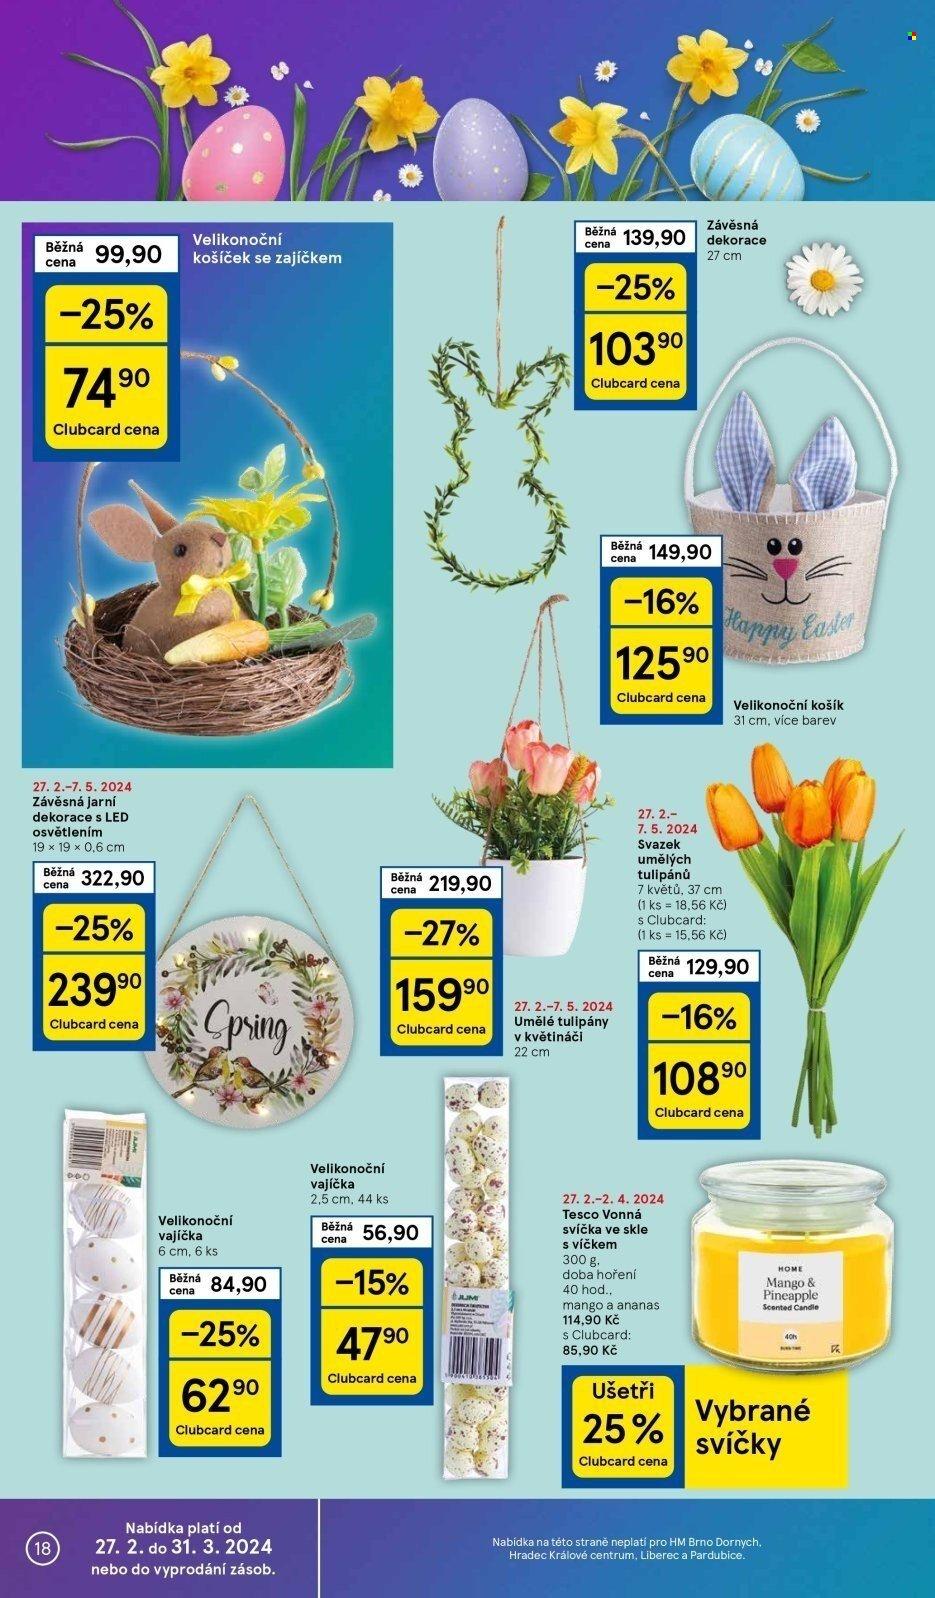 Běžná cena 99,90
–25%
74 90
Clubcard cena
Velikonoční
košíček se zajíčkem
Běžná cena 139,90
–25%
103 90
Clubcard cena
Závěsná
dekorace
27 cm
Happy Easter
Běžná cena 149,90
–16%
125 90
Clubcard cena
Velikonoční košík
31 cm, více barev
27. 2.–7. 5. 2024
Závěsná jarní
dekorace s LED
osvětlením
19 × 19 × 0,6 cm
Běžná cena 322,90
–25%
239 90
Clubcard cena
Spring
Běžná cena 219,90
–27%
159 90
Clubcard cena
27. 2.–7. 5. 2024
Umělé tulipány
v květináči
22 cm
27. 2.–
7. 5. 2024
Svazek
umělých
tulipánů
7 květů, 37 cm
(1 ks = 18,56 Kč)
s Clubcard:
(1 ks = 15,56 Kč)
Běžná cena 129,90
–16%
108 90
Clubcard cena
Velikonoční
vajíčka
6 cm, 6 ks
Běžná cena 84,90
–25%
62 90
Clubcard cena
Velikonoční
vajíčka
2,5 cm, 44 ks
Běžná cena 56,90
–15%
47 90
Clubcard cena
JUMI
27. 2.–2. 4. 2024
Tesco Vonná
svíčka ve skle
s víčkem
300 g,
doba hoření
40 hod.,
mango a ananas
114,90 Kč
s Clubcard:
85,90 Kč
HOME
Mango &
Pineapple
Scented Candle
40h
BURN TIME
Ušetři
25 %
Clubcard cena
Vybrané
svíčky
18
Nabídka platí od
27. 2. do 31. 3. 2024
nebo do vyprodání zásob.
Nabídka na této straně neplatí pro HM Brno Dornych,
Hradec Králové centrum, Liberec a Pardubice.